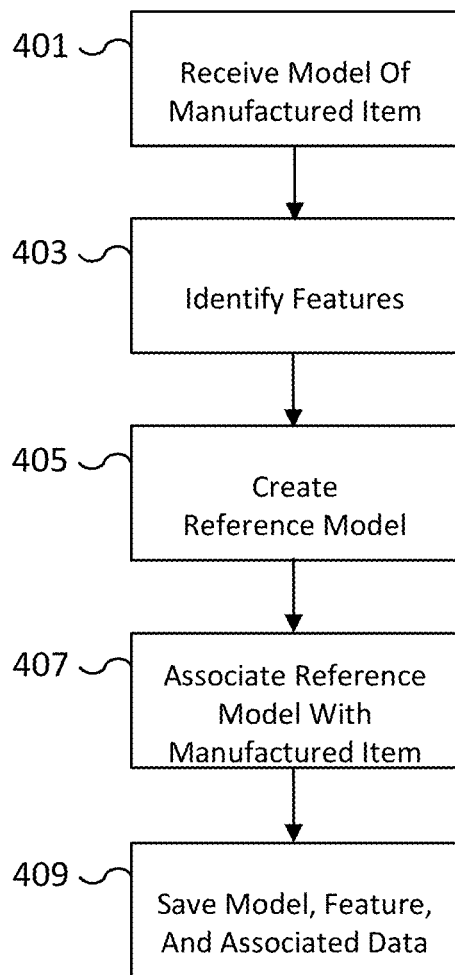 401
Receive Model Of
Manufactured Item
403
Identify Features
405
Create
Reference Model
407
Associate Reference
Model With
Manufactured Item
409
Save Model, Feature,
And Associated Data